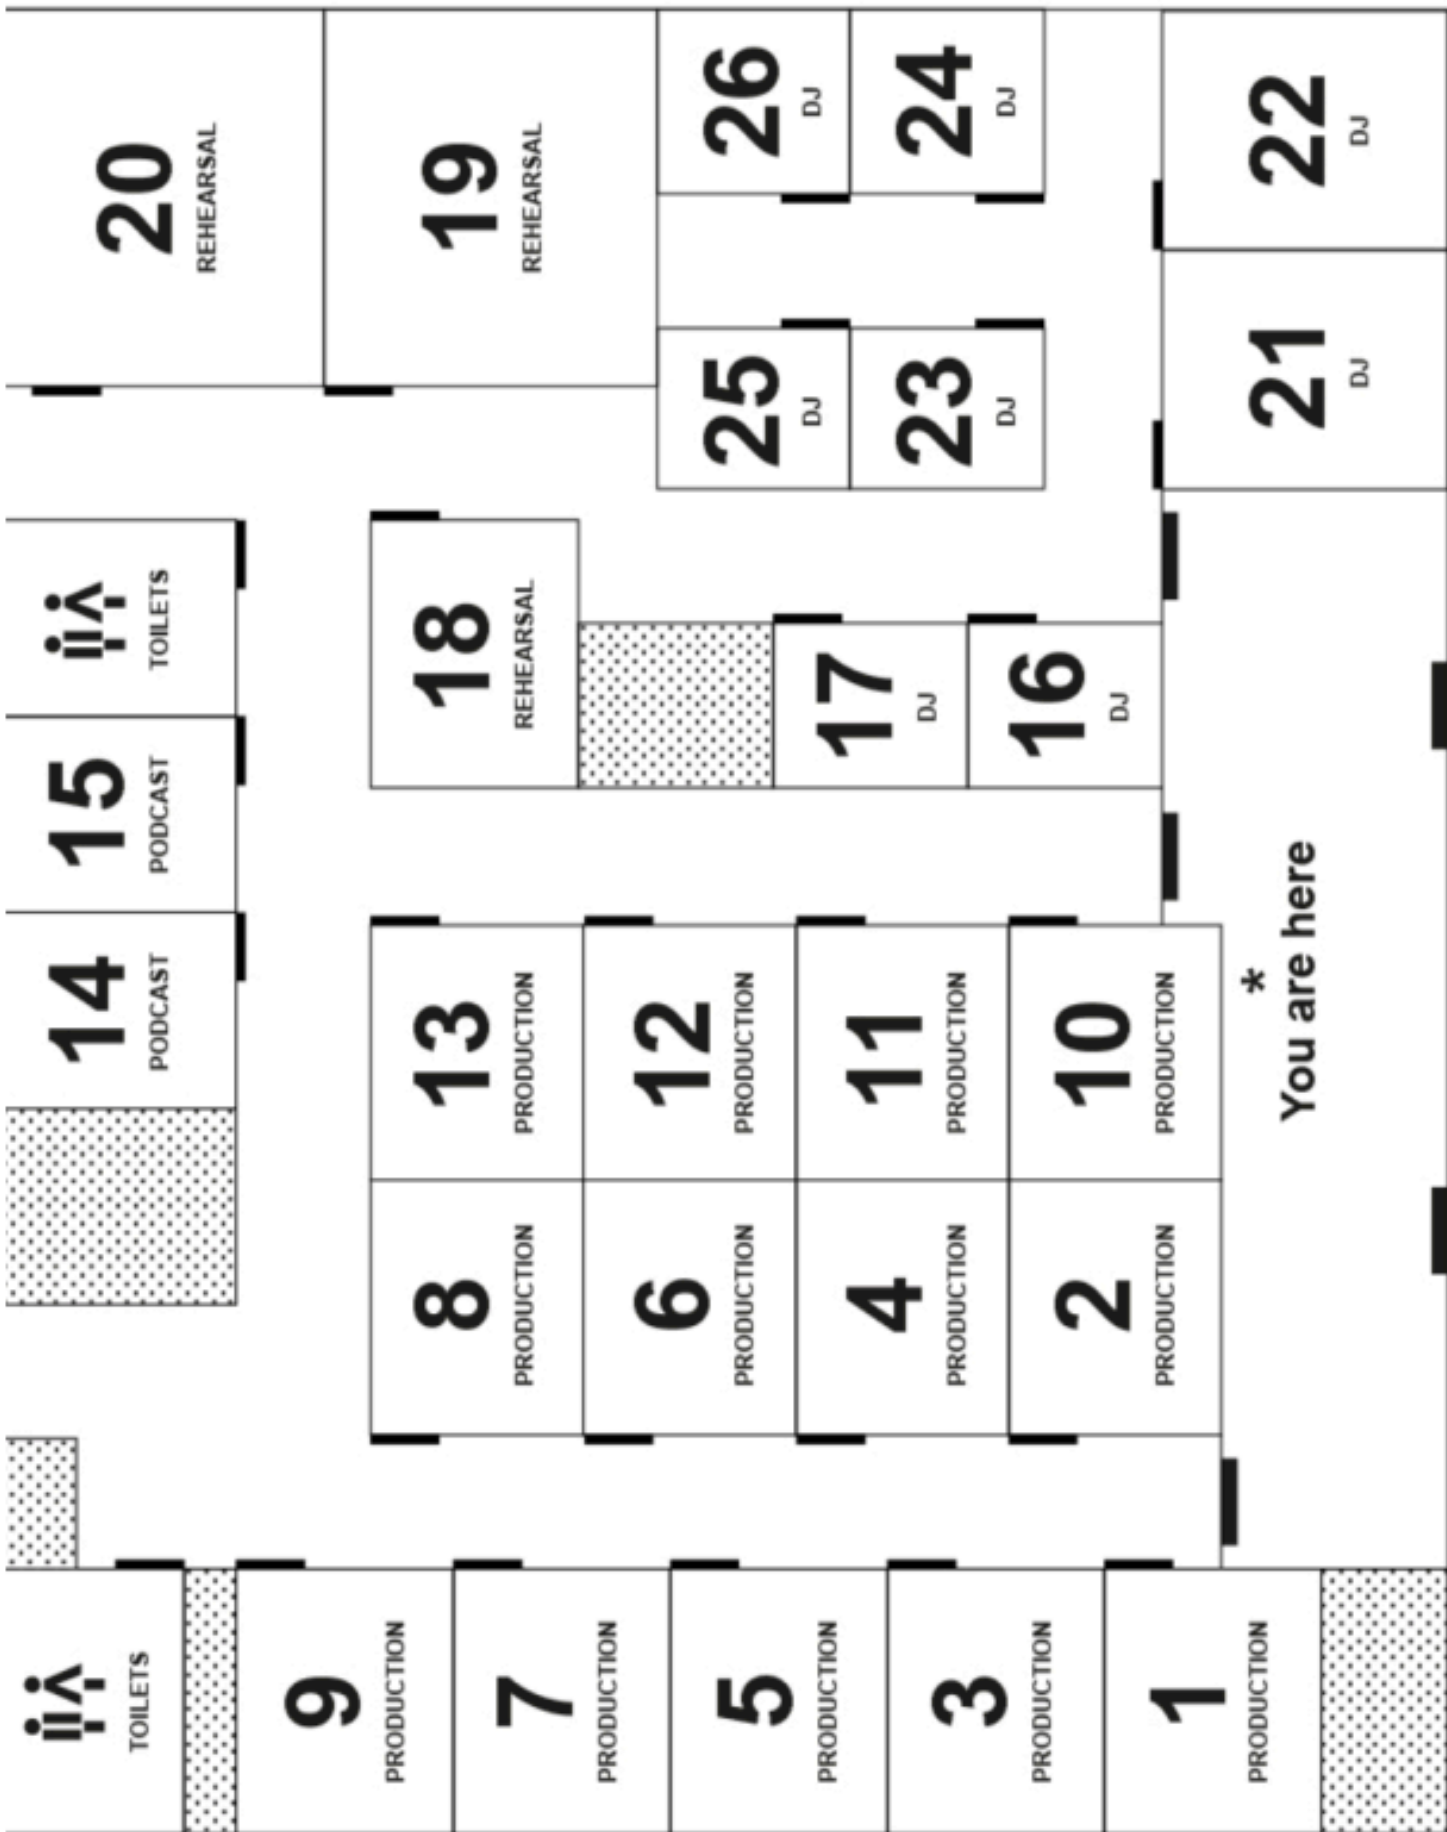 TOILETS
14
PODCAST
15
PODCAST
TOILETS
20
REHEARSAL
9
PRODUCTION
8
PRODUCTION
13
PRODUCTION
18
REHEARSAL
19
REHEARSAL
7
PRODUCTION
6
PRODUCTION
12
PRODUCTION
25
DJ
26
DJ
5
PRODUCTION
4
PRODUCTION
11
PRODUCTION
17
DJ
23
DJ
24
DJ
3
PRODUCTION
2
PRODUCTION
10
PRODUCTION
16
DJ
1
PRODUCTION
*
You are here
21
DJ
22
DJ